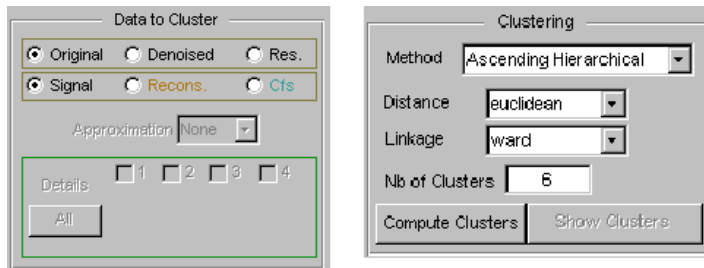 Data to Cluster
Original Denoised Res.
Signal Recons. Cfs
Approximation None
Details 1 2 3 4
All
Clustering
Method Ascending Hierarchical
Distance euclidean
Linkage ward
Nb of Clusters 6
Compute Clusters Show Clusters